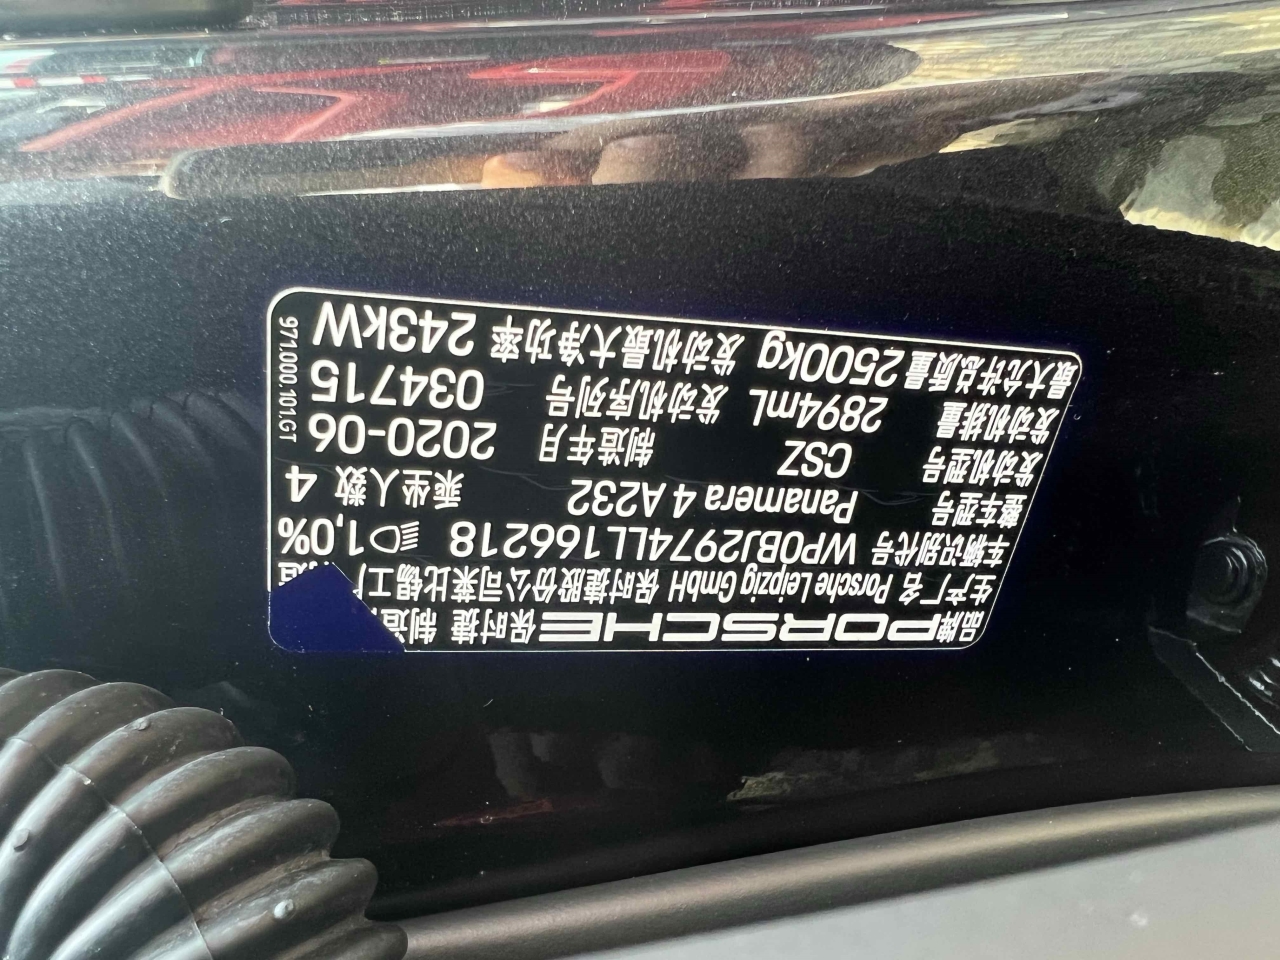 品牌 PORSCHE 保时捷 制造
生产厂名 Porsche Leipzig GmbH 保时捷股份公司莱比锡工厂
车辆识别代号 WP0BJ2974LL166218 1,0%
整车型号 Panamera 4 A232 乘坐人数 4
发动机型号 CSZ 制造年月 2020-06
发动机排量 2894mL 发动机序列号 034715
最大允许总质量 2500kg 发动机最大净功率 243kW
971.000.101.GT